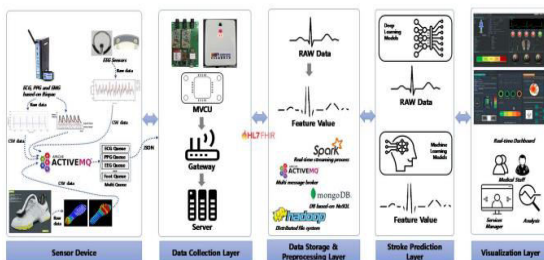 EEG Sensors
Raw data
ECG, PPG and EMG
based on Biopac
Raw data
CSV data
CSV data
ACTIVEMQ
ECG Queue
PPG Queue
EEG Queue
Foot Queue
Multi Queue
JSON
CSV data
Sensor Device
MVCU
Gateway
Server
Data Collection Layer
HL7 FHIR
RAW Data
Feature Value
Spark
Real-time streaming process
ACTIVEMQ
Multi message broker
mongoDB
DB based on NoSQL
hadoop
Distributed file system
Data Storage &
Preprocessing Layer
Deep
Learning
Models
RAW Data
Machine
Learning
Models
Feature Value
Stroke Prediction
Layer
Real-time Dashboard
Medical Staff
Services
Manager
Analysis
Visualization Layer